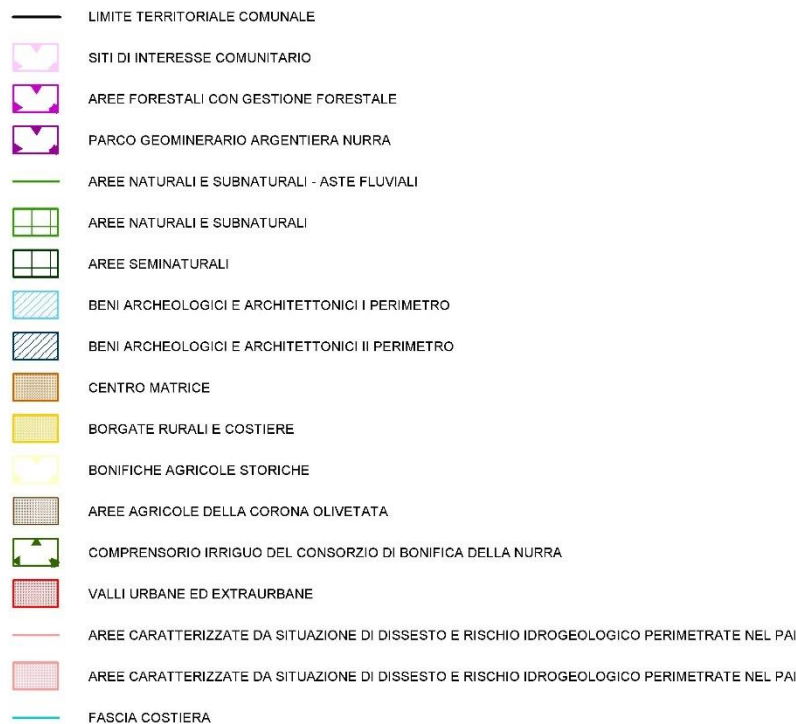 LIMITE TERRITORIALE COMUNALE
SITI DI INTERESSE COMUNITARIO
AREE FORESTALI CON GESTIONE FORESTALE
PARCO GEOMINERARIO ARGENTIERA NURRA
AREE NATURALI E SUBNATURALI - ASTE FLUVIALI
AREE NATURALI E SUBNATURALI
AREE SEMINATURALI
BENI ARCHEOLOGICI E ARCHITETTONICI I PERIMETRO
BENI ARCHEOLOGICI E ARCHITETTONICI II PERIMETRO
CENTRO MATRICE
BORGATE RURALI E COSTIERE
BONIFICHE AGRICOLE STORICHE
AREE AGRICOLE DELLA CORONA OLIVETATA
COMPRENSORIO IRRIGUO DEL CONSORZIO DI BONIFICA DELLA NURRA
VALLI URBANE ED EXTRAURBANE
AREE CARATTERIZZATE DA SITUAZIONE DI DISSESTO E RISCHIO IDROGEOLOGICO PERIMETRATE NEL PAI
AREE CARATTERIZZATE DA SITUAZIONE DI DISSESTO E RISCHIO IDROGEOLOGICO PERIMETRATE NEL PAI
FASCIA COSTIERA